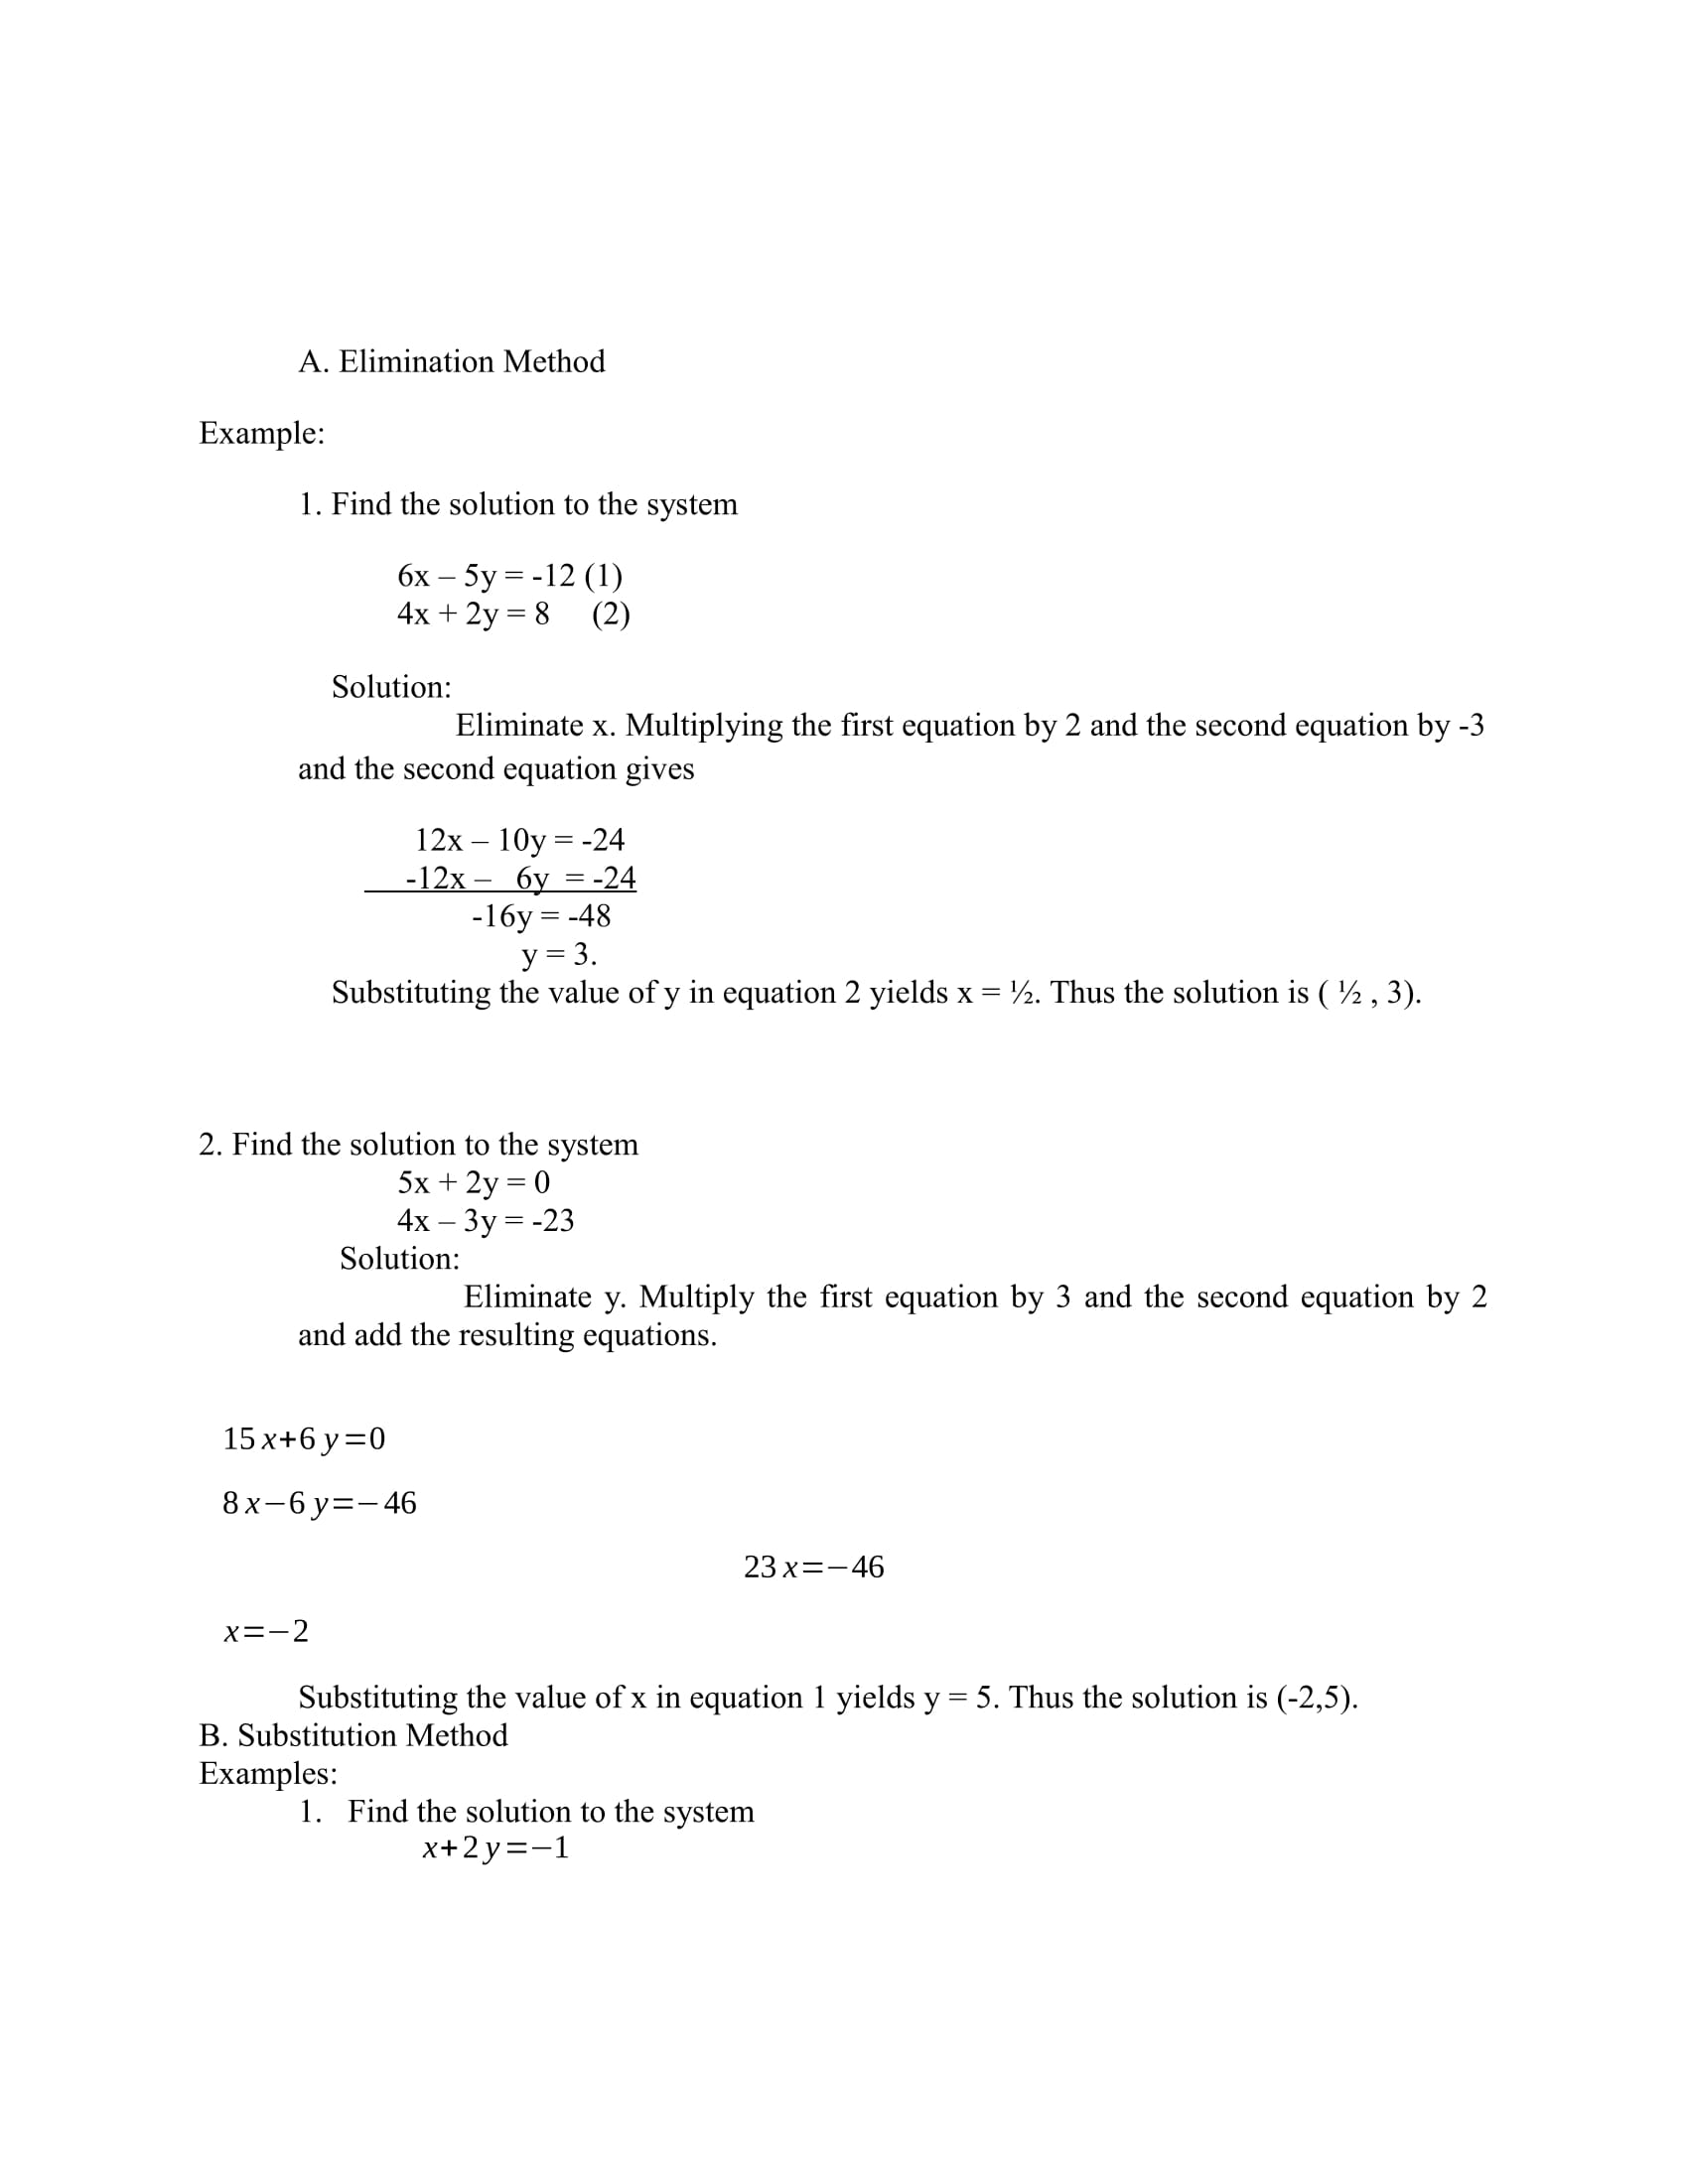 A. Elimination Method
Example:
1. Find the solution to the system
6x – 5y = -12 (1)
4x + 2y = 8 (2)
Solution:
Eliminate x. Multiplying the first equation by 2 and the second equation by -3
and the second equation gives
12x – 10y = -24
-12x – 6y = -24
-16y = -48
y = 3.
Substituting the value of y in equation 2 yields x = ½. Thus the solution is ( ½ , 3).
2. Find the solution to the system
5x + 2y = 0
4x – 3y = -23
Solution:
Eliminate y. Multiply the first equation by 3 and the second equation by 2
and add the resulting equations.
15x+6y=0
8x−6y=−46
23x=−46
x=−2
Substituting the value of x in equation 1 yields y = 5. Thus the solution is (-2,5).
B. Substitution Method
Examples:
1. Find the solution to the system
x+2y=−1